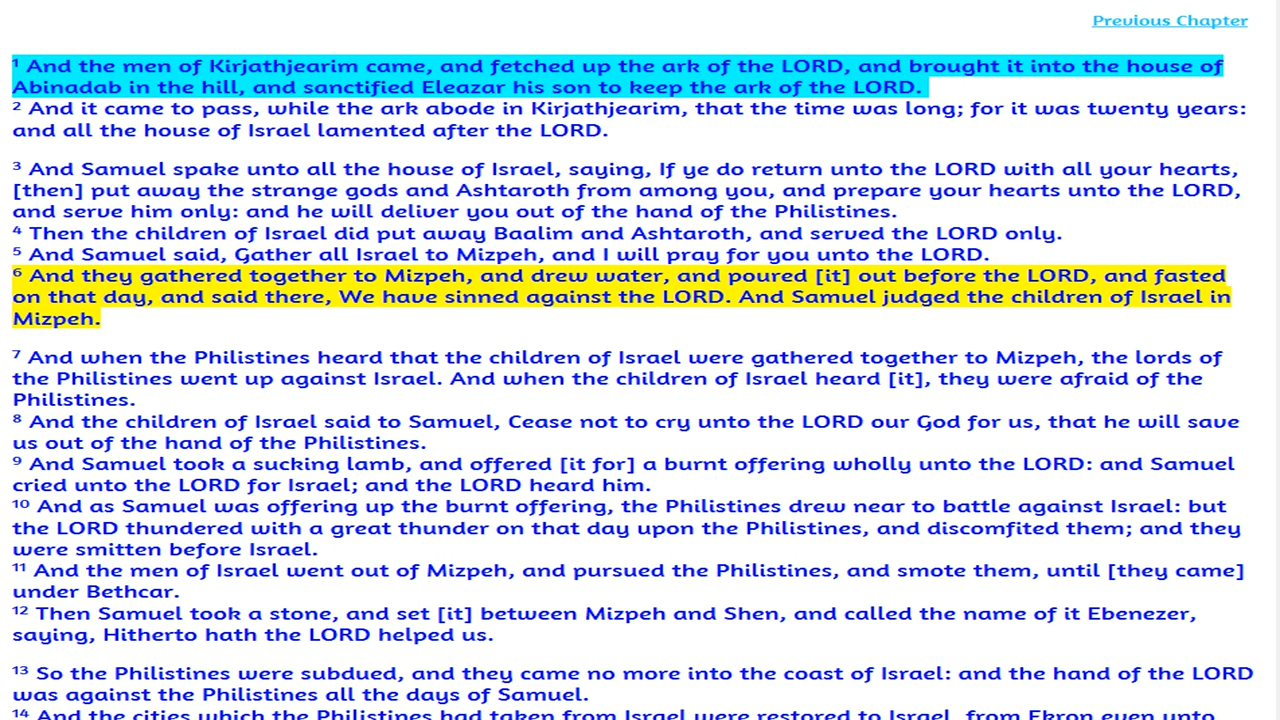 Previous Chapter
¹ And the men of Kirjathjearim came, and fetched up the ark of the LORD, and brought it into the house of
Abinadab in the hill, and sanctified Eleazar his son to keep the ark of the LORD.
² And it came to pass, while the ark abode in Kirjathjearim, that the time was long; for it was twenty years:
and all the house of Israel lamented after the LORD.
³ And Samuel spake unto all the house of Israel, saying, If ye do return unto the LORD with all your hearts,
[then] put away the strange gods and Ashtaroth from among you, and prepare your hearts unto the LORD,
and serve him only: and he will deliver you out of the hand of the Philistines.
⁴ Then the children of Israel did put away Baalim and Ashtaroth, and served the LORD only.
⁵ And Samuel said, Gather all Israel to Mizpeh, and I will pray for you unto the LORD.
⁶ And they gathered together to Mizpeh, and drew water, and poured [it] out before the LORD, and fasted
on that day, and said there, We have sinned against the LORD. And Samuel judged the children of Israel in
Mizpeh.
⁷ And when the Philistines heard that the children of Israel were gathered together to Mizpeh, the lords of
the Philistines went up against Israel. And when the children of Israel heard [it], they were afraid of the
Philistines.
⁸ And the children of Israel said to Samuel, Cease not to cry unto the LORD our God for us, that he will save
us out of the hand of the Philistines.
⁹ And Samuel took a sucking lamb, and offered [it for] a burnt offering wholly unto the LORD: and Samuel
cried unto the LORD for Israel; and the LORD heard him.
¹⁰ And as Samuel was offering up the burnt offering, the Philistines drew near to battle against Israel: but
the LORD thundered with a great thunder on that day upon the Philistines, and discomfited them; and they
were smitten before Israel.
¹¹ And the men of Israel went out of Mizpeh, and pursued the Philistines, and smote them, until [they came]
under Bethcar.
¹² Then Samuel took a stone, and set [it] between Mizpeh and Shen, and called the name of it Ebenezer,
saying, Hitherto hath the LORD helped us.
¹³ So the Philistines were subdued, and they came no more into the coast of Israel: and the hand of the LORD
was against the Philistines all the days of Samuel.
¹⁴ And the cities which the Philistines had taken from Israel were restored to Israel, from Ekron even unto